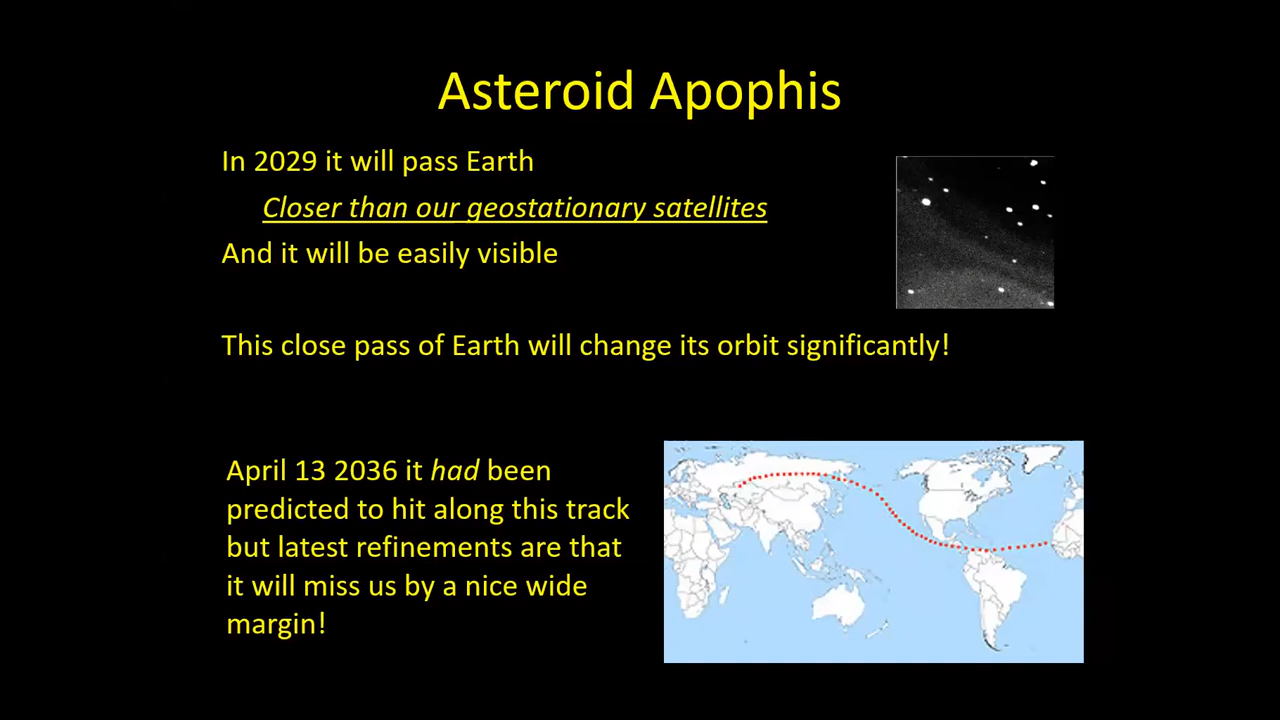 Asteroid Apophis
In 2029 it will pass Earth
Closer than our geostationary satellites
And it will be easily visible
This close pass of Earth will change its orbit significantly!
April 13 2036 it had been
predicted to hit along this track
but latest refinements are that
it will miss us by a nice wide
margin!